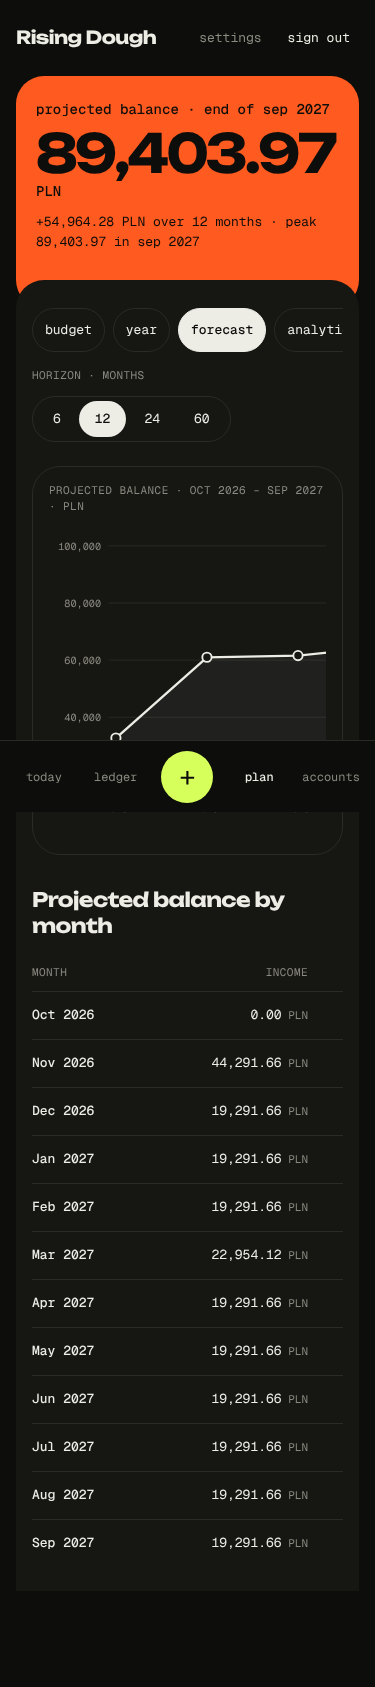 Rising Dough settings sign out
projected balance · end of sep 2027
89,403.97
PLN
+54,964.28 PLN over 12 months · peak
89,403.97 in sep 2027
budget year forecast analyti
HORIZON · MONTHS
6 12 24 60
PROJECTED BALANCE · OCT 2026 – SEP 2027
· PLN
100,000
80,000
60,000
40,000
today ledger + plan accounts
Projected balance by
month
MONTH INCOME
Oct 2026 0.00 PLN
Nov 2026 44,291.66 PLN
Dec 2026 19,291.66 PLN
Jan 2027 19,291.66 PLN
Feb 2027 19,291.66 PLN
Mar 2027 22,954.12 PLN
Apr 2027 19,291.66 PLN
May 2027 19,291.66 PLN
Jun 2027 19,291.66 PLN
Jul 2027 19,291.66 PLN
Aug 2027 19,291.66 PLN
Sep 2027 19,291.66 PLN